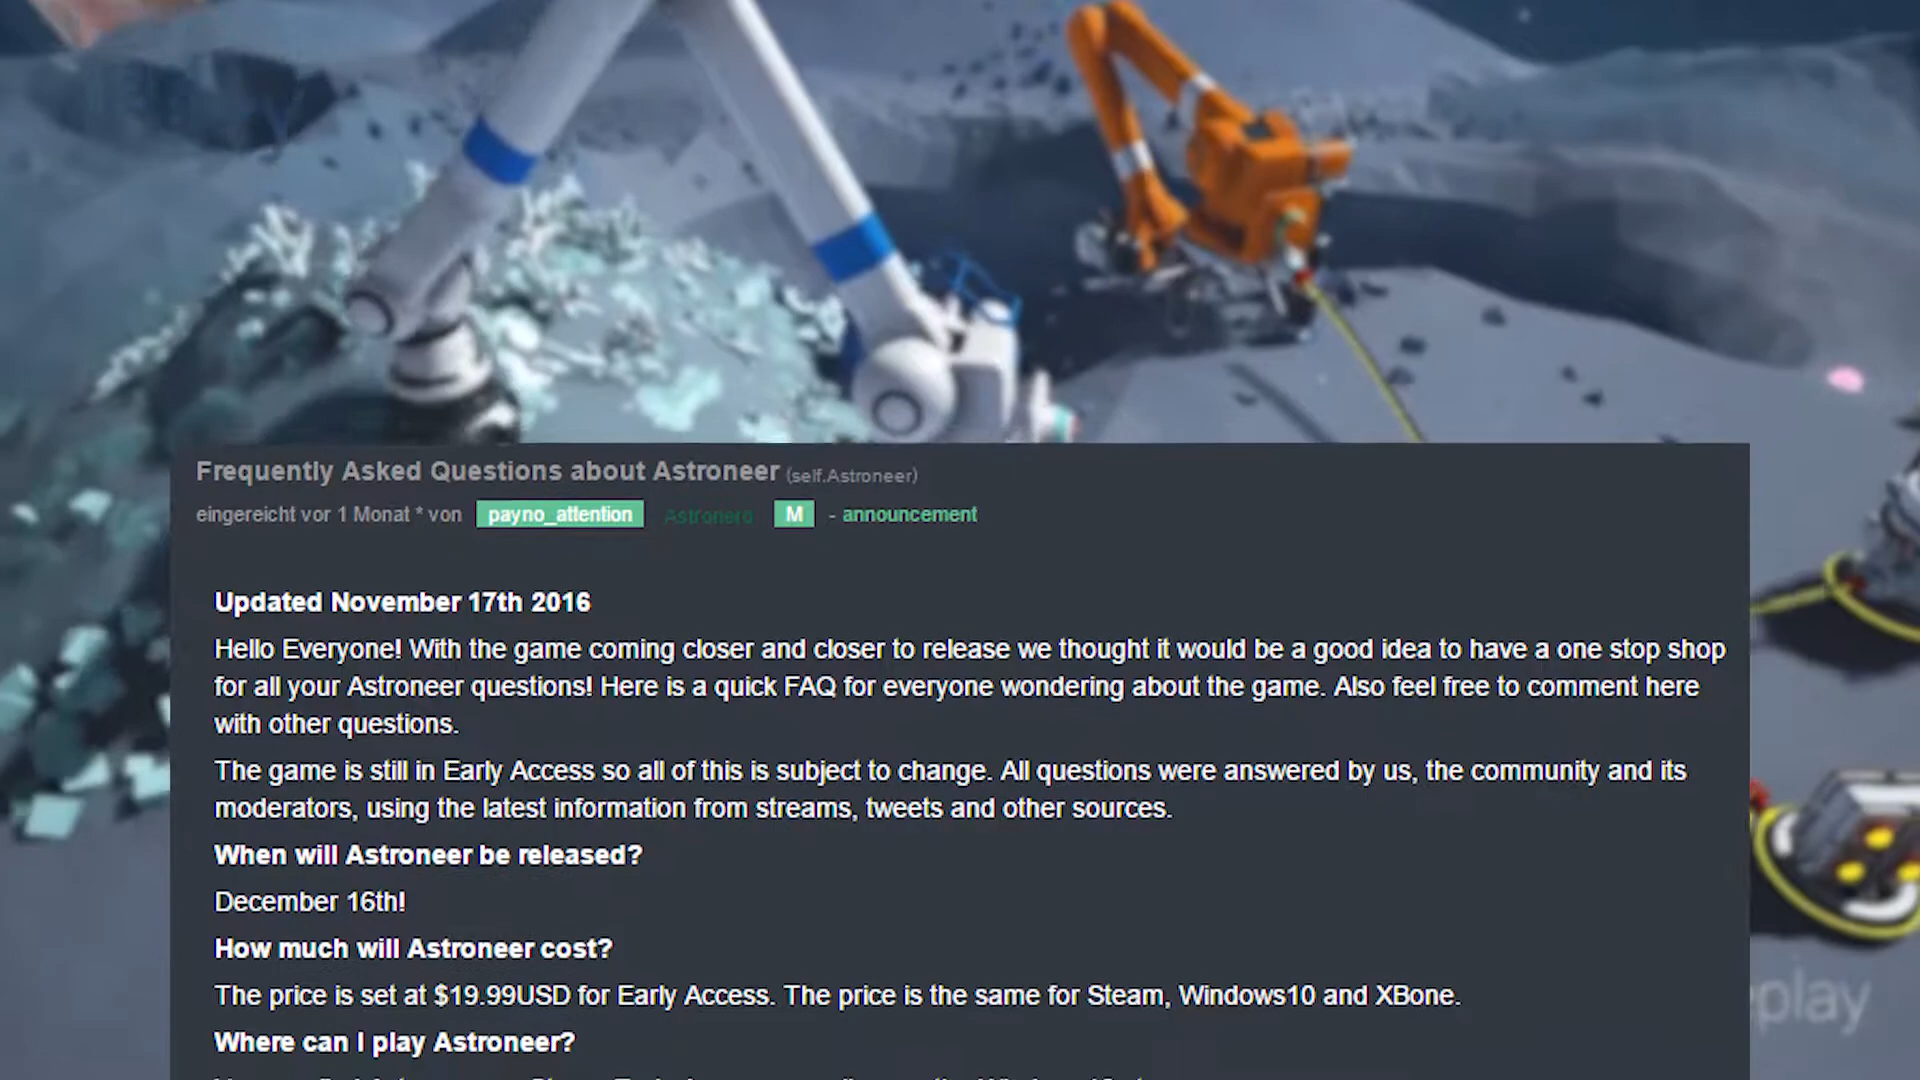 Frequently Asked Questions about Astroneer (self.Astroneer)
eingereicht vor 1 Monat * von payno_attention Astronero M - announcement
Updated November 17th 2016
Hello Everyone! With the game coming closer and closer to release we thought it would be a good idea to have a one stop shop
for all your Astroneer questions! Here is a quick FAQ for everyone wondering about the game. Also feel free to comment here
with other questions.
The game is still in Early Access so all of this is subject to change. All questions were answered by us, the community and its
moderators, using the latest information from streams, tweets and other sources.
When will Astroneer be released?
December 16th!
How much will Astroneer cost?
The price is set at $19.99USD for Early Access. The price is the same for Steam, Windows10 and XBone.
Where can I play Astroneer?
play